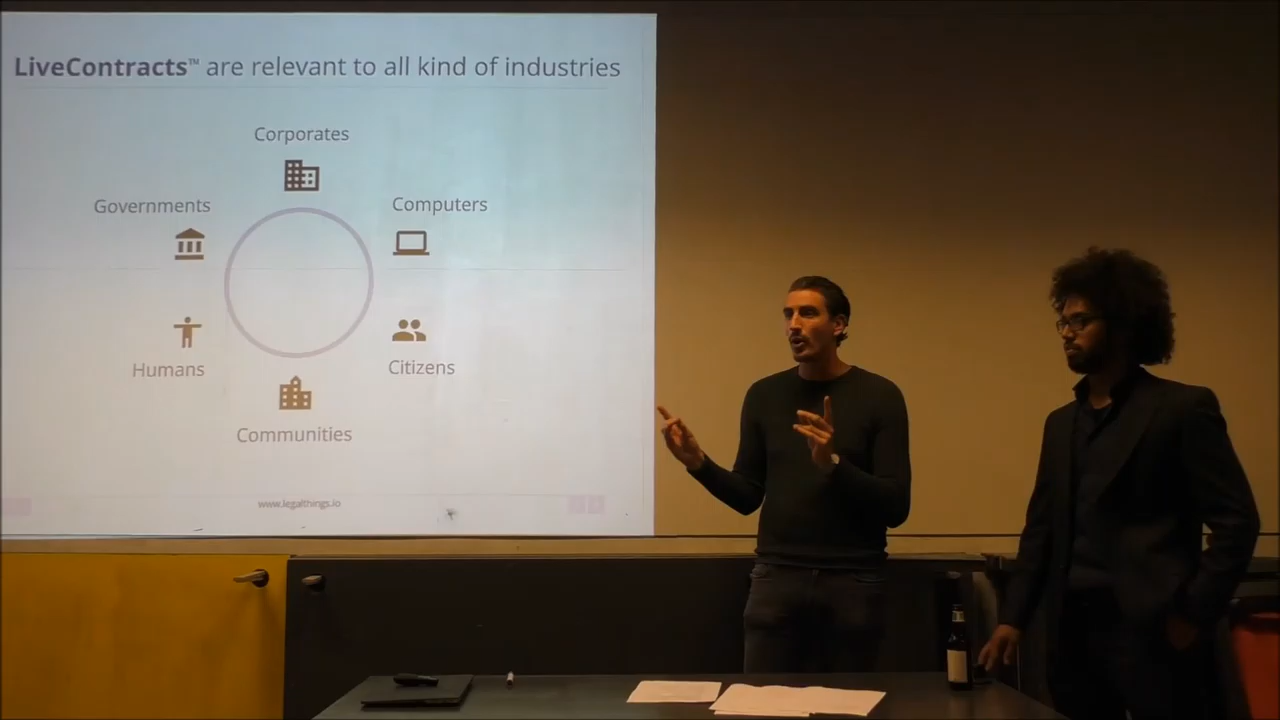 LiveContracts™ are relevant to all kind of industries
Corporates
Governments
Computers
Humans
Citizens
Communities
www.legalthings.io